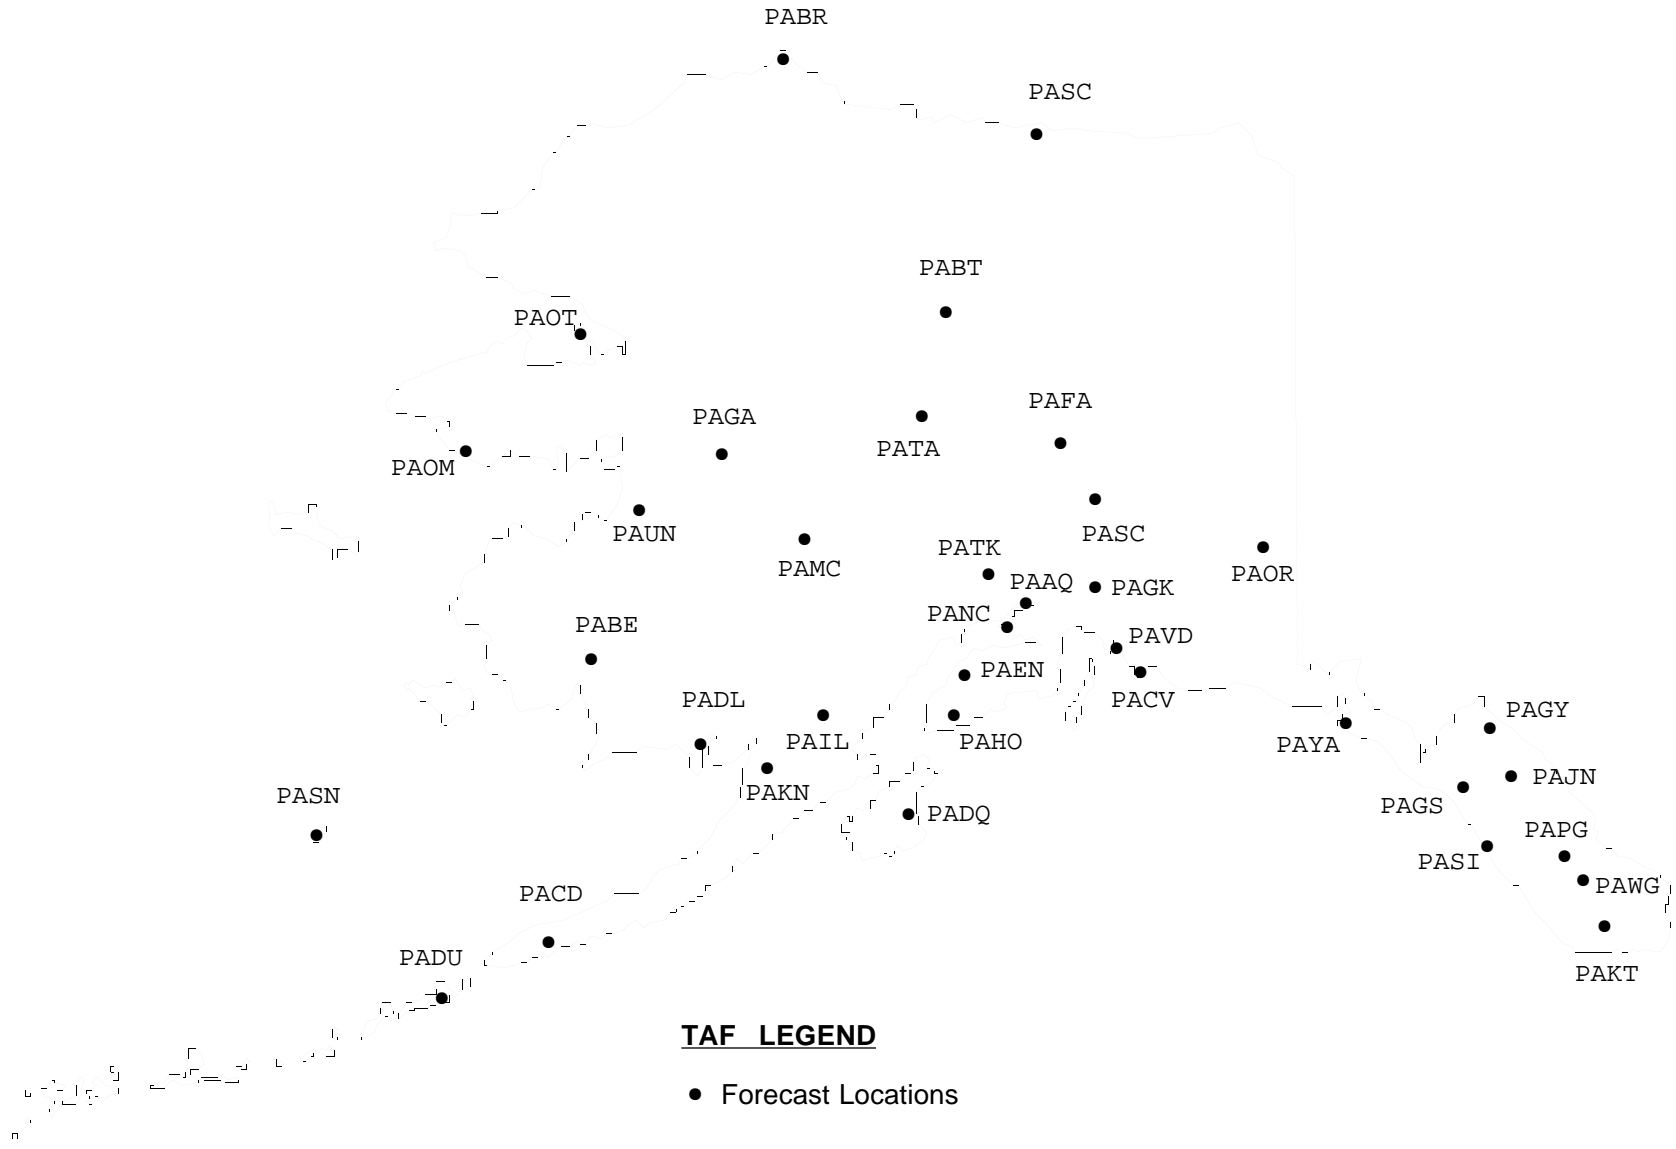 PABR
PASC
PABT
PAOT
PAFA
PAGA
PATA
PAOM
PAUN
PASC
PATK
PAMC
PAOR
PAAQ
PAGK
PANC
PABE
PAVD
PAEN
PADL
PACV
PAGY
PAIL
PAHO
PAYA
PAJN
PAKN
PASN
PAGS
PADQ
PAPG
PASI
PAWG
PACD
PADU
PAKT
TAF LEGEND
Forecast Locations